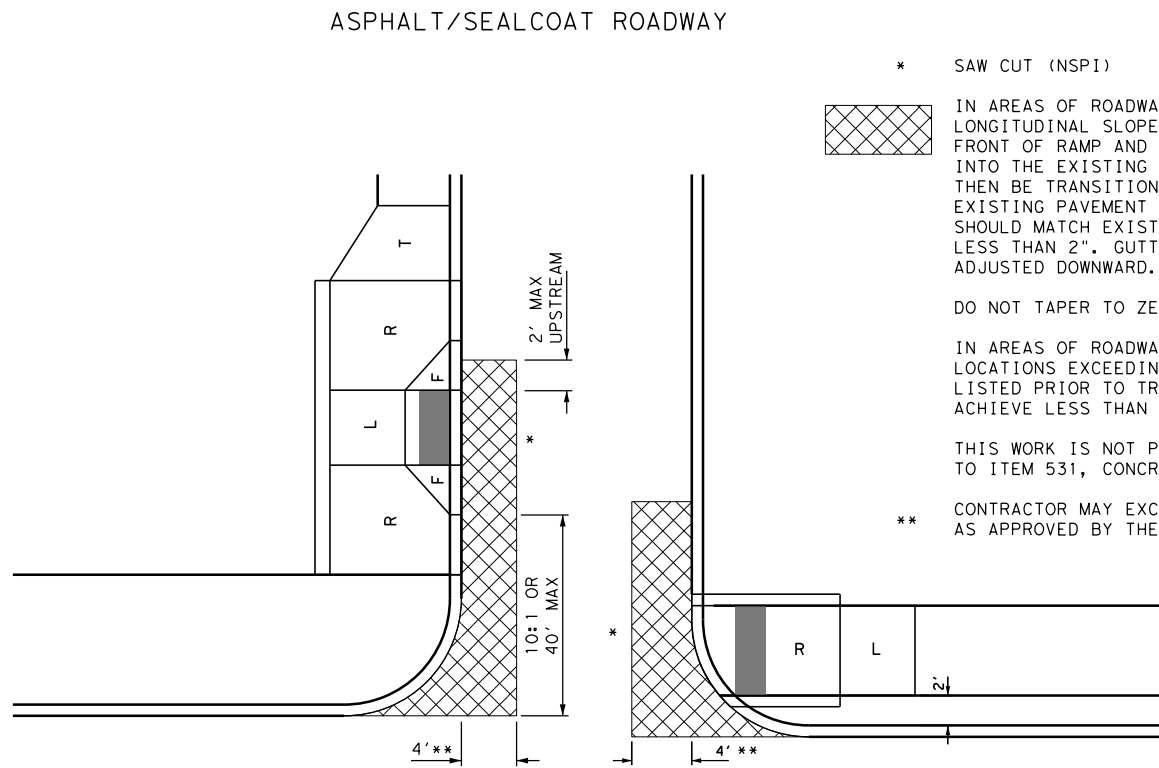 ASPHALT/SEALCOAT ROADWAY
* SAW CUT (NSPI)
IN AREAS OF ROADWA
LONGITUDINAL SLOPE
FRONT OF RAMP AND
INTO THE EXISTING
THEN BE TRANSITION
EXISTING PAVEMENT
SHOULD MATCH EXIST
LESS THAN 2". GUTT
ADJUSTED DOWNWARD.
DO NOT TAPER TO ZE
IN AREAS OF ROADWA
LOCATIONS EXCEEDIN
LISTED PRIOR TO TR
ACHIEVE LESS THAN
THIS WORK IS NOT P
TO ITEM 531, CONCR
** CONTRACTOR MAY EXC
AS APPROVED BY THE
T
R
F
L
F
R
2' MAX
UPSTREAM
*
10:1 OR
40' MAX
4'**
*
R
L
2'
4'**